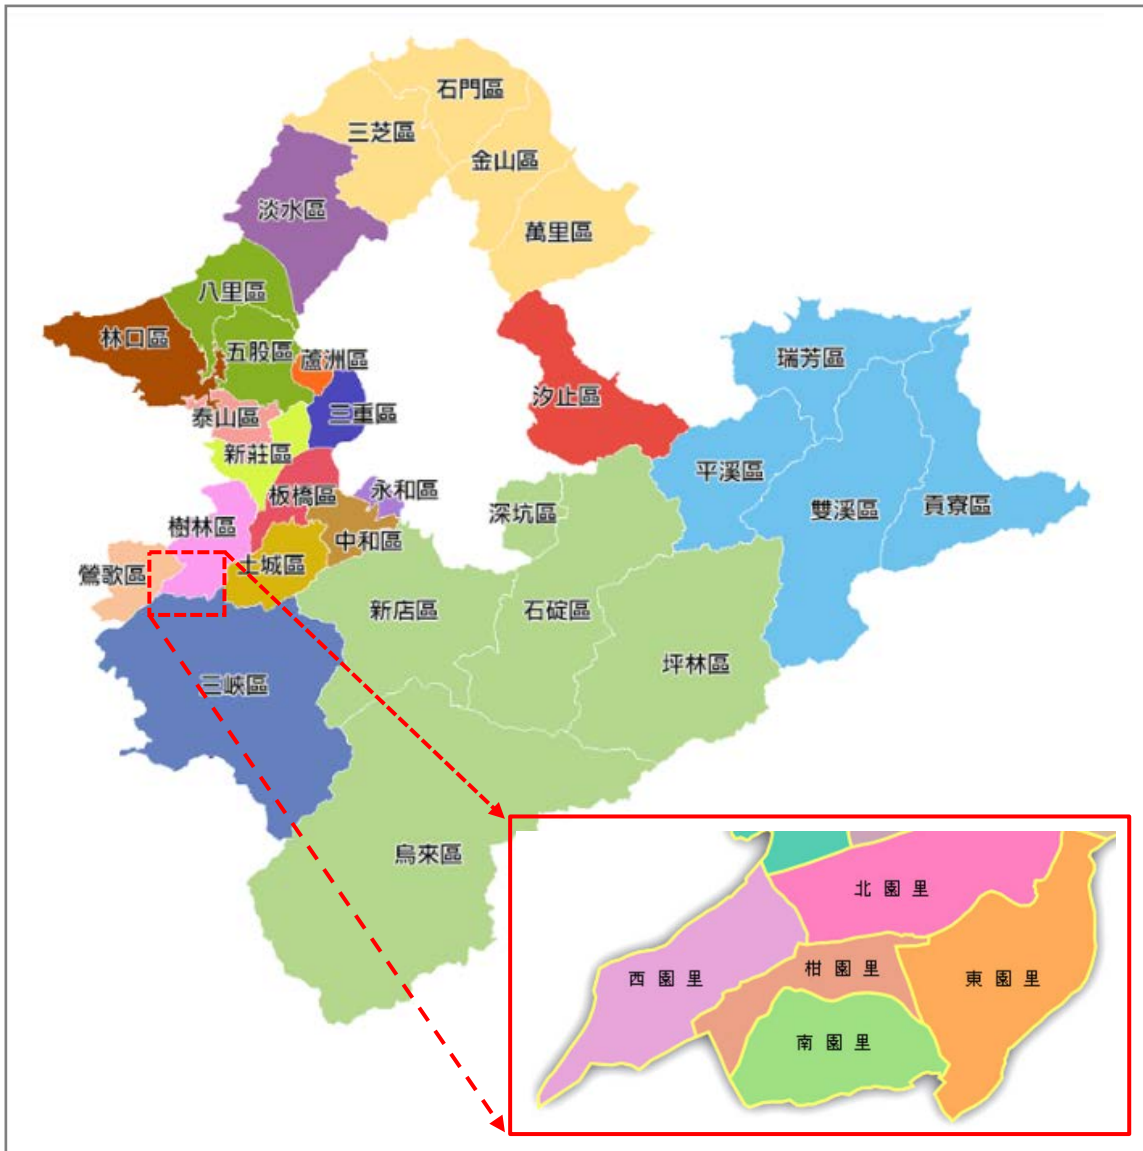 石門區
三芝區
金山區
淡水區
萬里區
八里區
林口區
五股區
蘆洲區
瑞芳區
汐止區
泰山區
三重區
新莊區
平溪區
板橋區
永和區
雙溪區
貢寮區
深坑區
樹林區
中和區
鶯歌區
土城區
新店區
石碇區
坪林區
三峽區
烏來區
北園里
柑園里
西園里
東園里
南園里